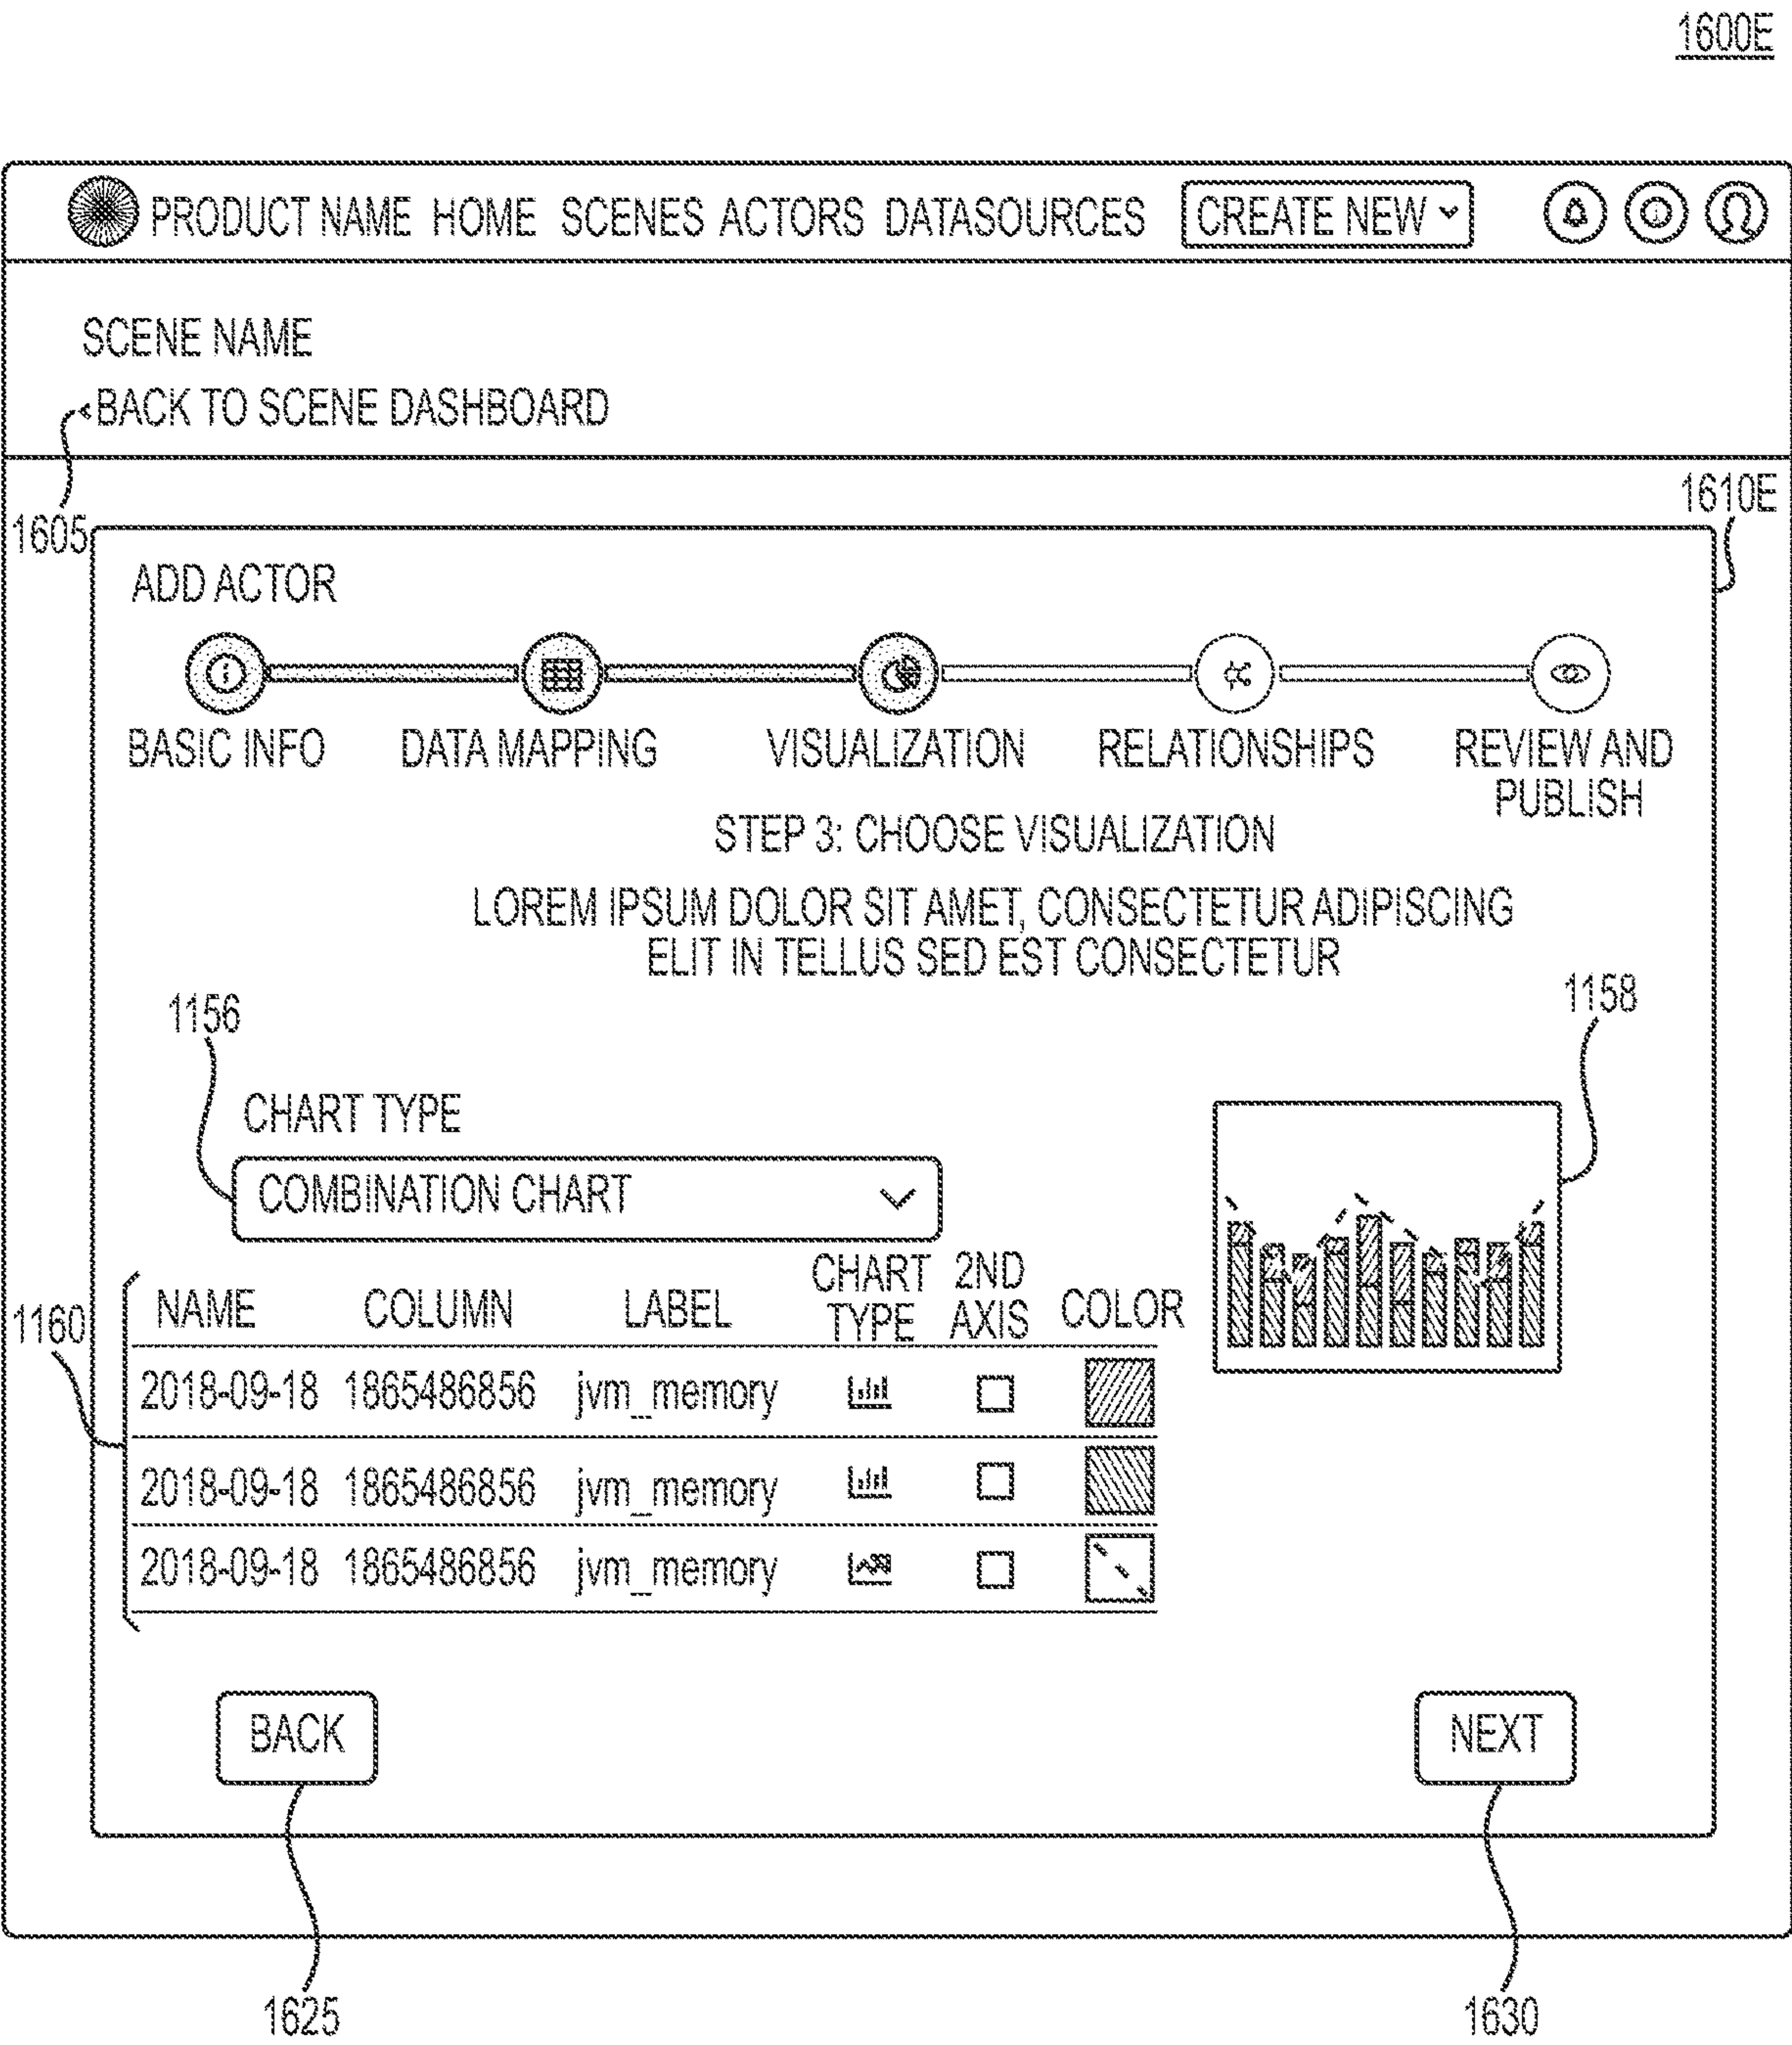 1600E
PRODUCT NAME HOME SCENES ACTORS DATASOURCES CREATE NEW
SCENE NAME
BACK TO SCENE DASHBOARD
1605
1610E
ADD ACTOR
BASIC INFO DATA MAPPING VISUALIZATION RELATIONSHIPS REVIEW AND
PUBLISH
STEP 3: CHOOSE VISUALIZATION
LOREM IPSUM DOLOR SIT AMET, CONSECTETUR ADIPISCING
ELIT IN TELLUS SED EST CONSECTETUR
1156
1158
CHART TYPE
COMBINATION CHART
1160
NAME COLUMN LABEL CHART TYPE 2ND AXIS COLOR
2018-09-18 1865486856 jvm_memory
2018-09-18 1865486856 jvm_memory
2018-09-18 1865486856 jvm_memory
BACK
NEXT
1625
1630